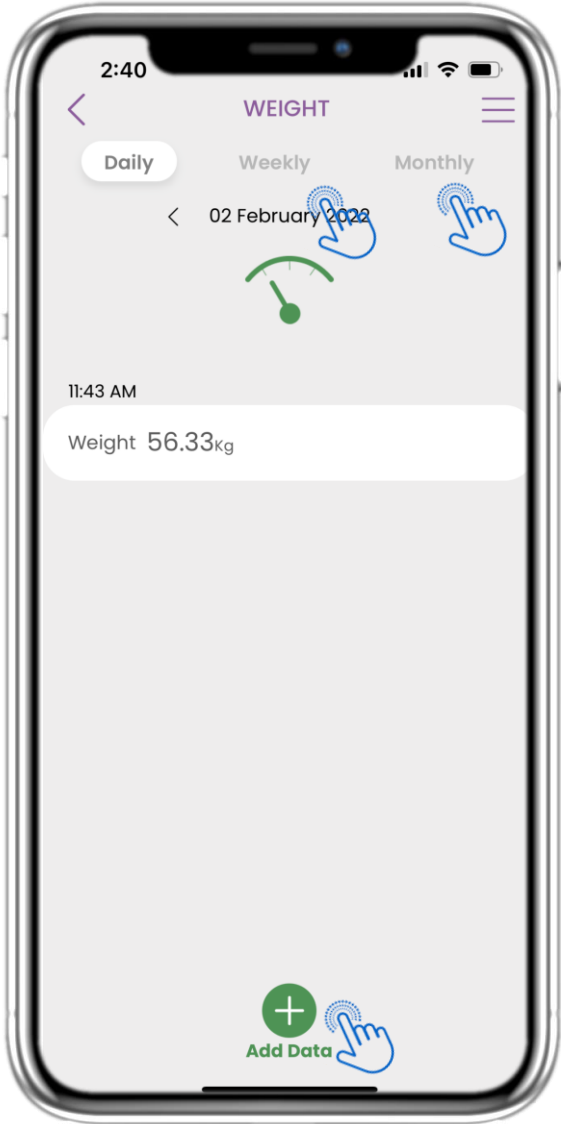 2:40
WEIGHT
Daily Weekly Monthly
02 February 2022
11:43 AM
Weight 56.33Kg
Add Data